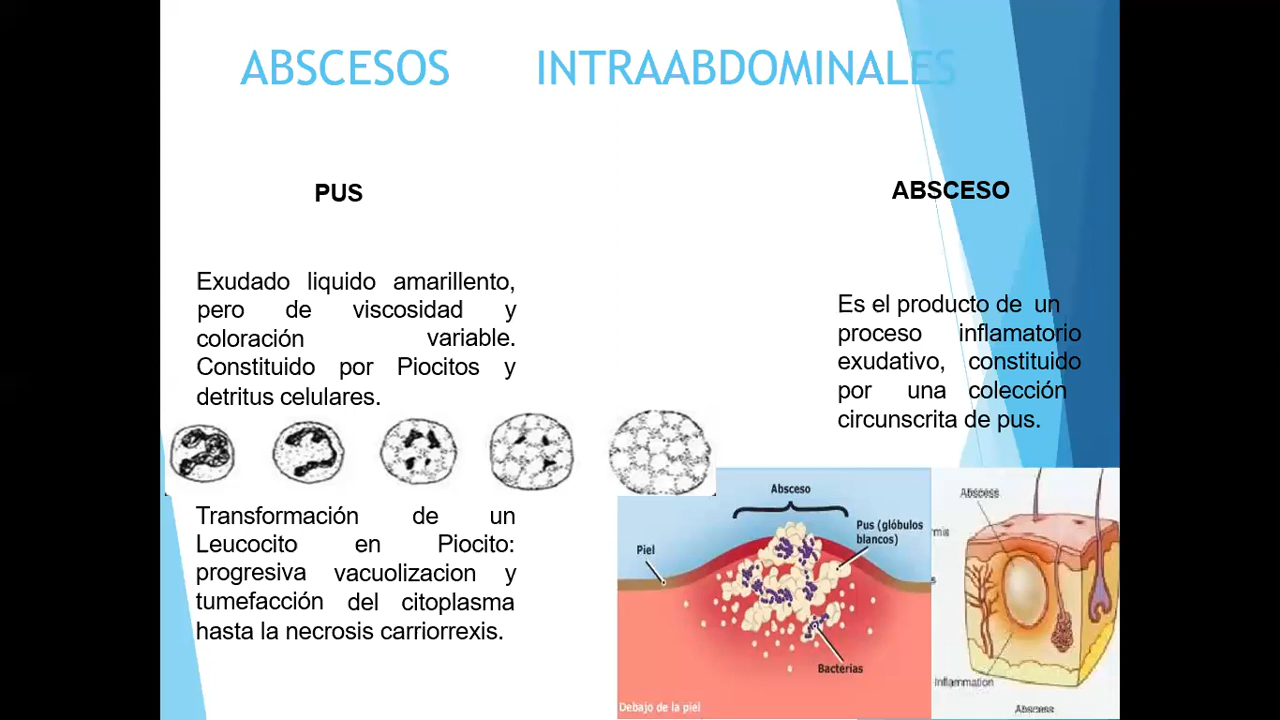 ABSCESOS INTRAABDOMINALES
PUS
Exudado liquido amarillento,
pero de viscosidad y
coloración variable.
Constituido por Piocitos y
detritus celulares.
Transformación de un
Leucocito en Piocito:
progresiva vacuolizacion y
tumefacción del citoplasma
hasta la necrosis carriorrexis.
ABSCESO
Es el producto de un
proceso inflamatorio
exudativo, constituido
por una colección
circunscrita de pus.
Absceso
Pus (glóbulos
blancos)
Piel
Bacterias
Debajo de la piel
Abscess
Inflammation
Abscess